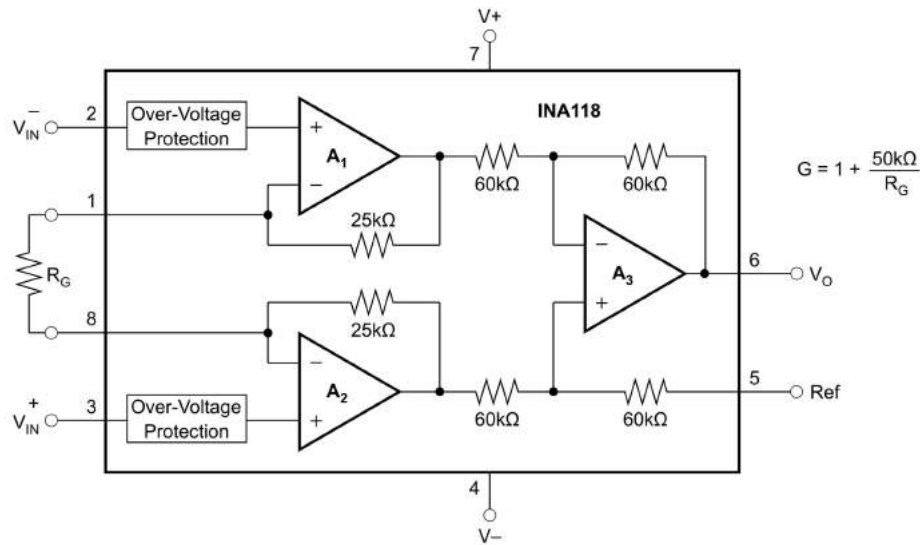 V+
7
INA118
2
V–IN
Over-Voltage
Protection
+
A1
–
60kΩ
60kΩ
G = 1 + 50kΩ / RG
1
25kΩ
RG
–
A3
+
6
VO
8
25kΩ
–
A2
+
60kΩ
60kΩ
5
Ref
3
V+IN
Over-Voltage
Protection
4
V–